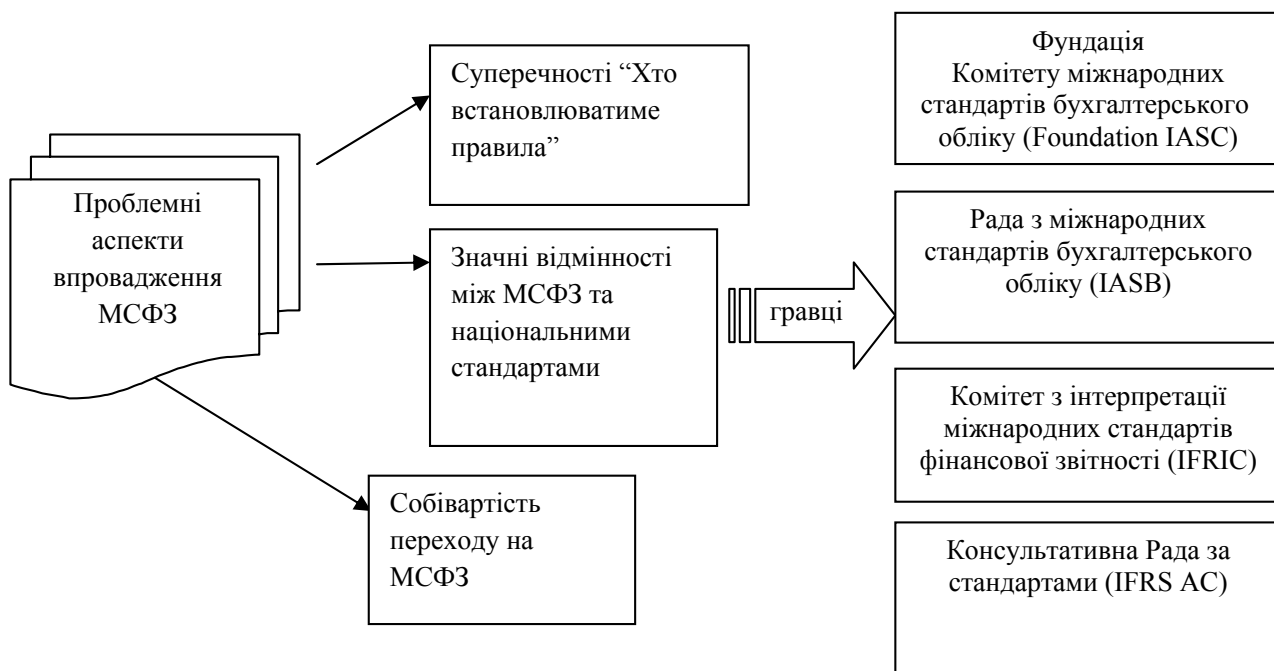 Проблемні
аспекти
впровадження
МСФЗ
Суперечності “Хто
встановлюватиме
правила”
Значні відмінності
між МСФЗ та
національними
стандартами
Собівартість
переходу на
МСФЗ
гравці
Фундація
Комітету міжнародних
стандартів бухгалтерського
обліку (Foundation IASC)
Рада з міжнародних
стандартів бухгалтерського
обліку (IASB)
Комітет з інтерпретації
міжнародних стандартів
фінансової звітності (IFRIC)
Консультативна Рада за
стандартами (IFRS AC)